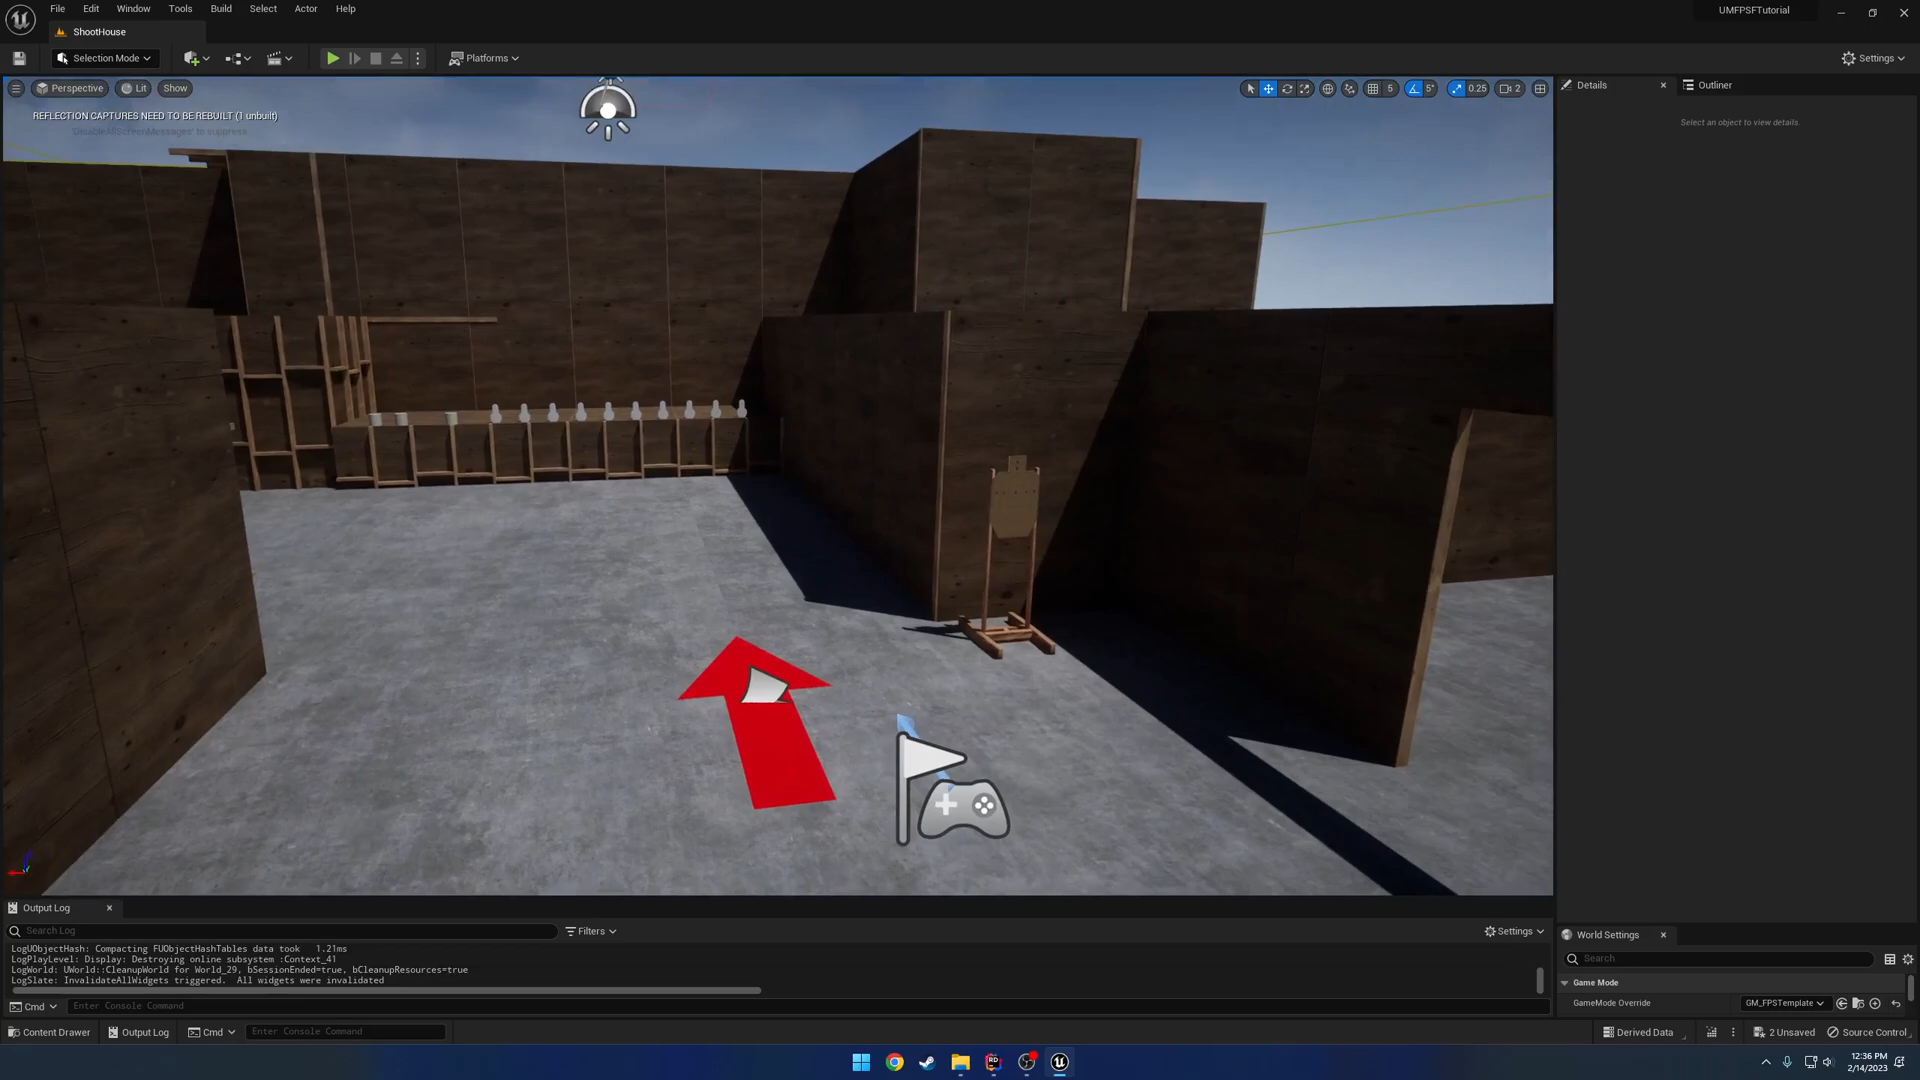 File Edit Window Tools Build Select Actor Help
UMFPSFTutorial
ShootHouse
Selection Mode
Platforms
Settings
Perspective Lit Show
5 5° 0.25 2
REFLECTION CAPTURES NEED TO BE REBUILT (1 unbuilt)
'DisableAllScreenMessages' to suppress
Details
Outliner
Select an object to view details.
Output Log
Search Log
Filters
Settings
LogUObjectHash: Compacting FUObjectHashTables data took 1.21ms
LogPlayLevel: Display: Destroying online subsystem :Context_41
LogWorld: UWorld::CleanupWorld for World_29, bSessionEnded=true, bCleanupResources=true
LogSlate: InvalidateAllWidgets triggered. All widgets were invalidated
Cmd
Enter Console Command
World Settings
Search
Game Mode
GameMode Override
GM_FPSTemplate
Content Drawer
Output Log
Cmd
Enter Console Command
Derived Data
2 Unsaved
Source Control
12:36 PM
2/14/2023